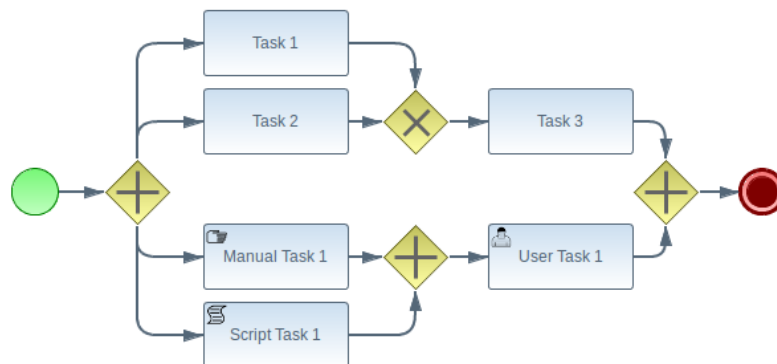 Task 1
Task 2
Task 3
Manual Task 1
User Task 1
Script Task 1